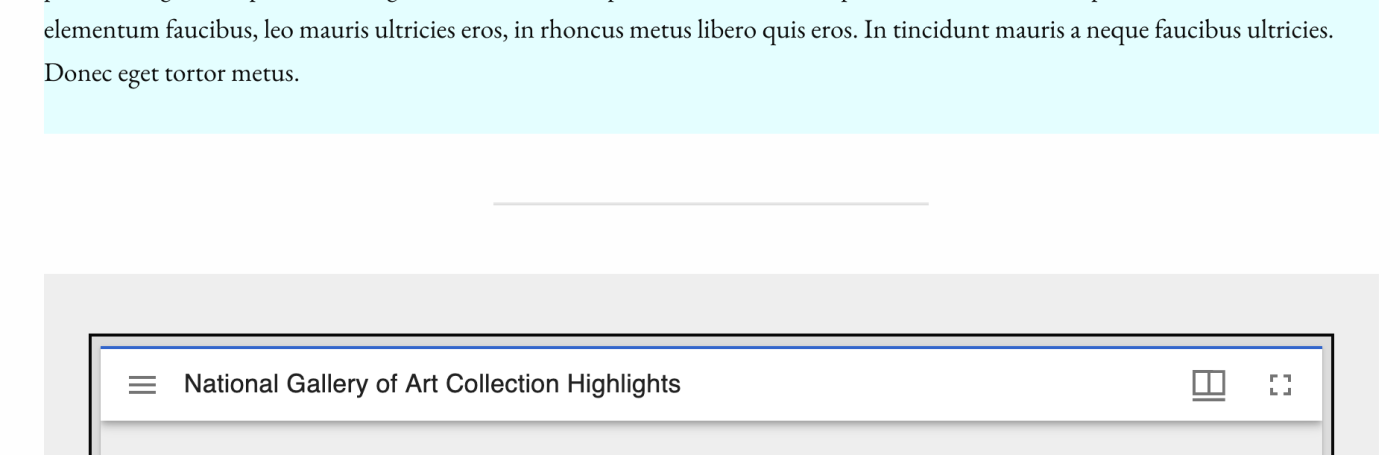 elementum faucibus, leo mauris ultricies eros, in rhoncus metus libero quis eros. In tincidunt mauris a neque faucibus ultricies.
Donec eget tortor metus.
National Gallery of Art Collection Highlights